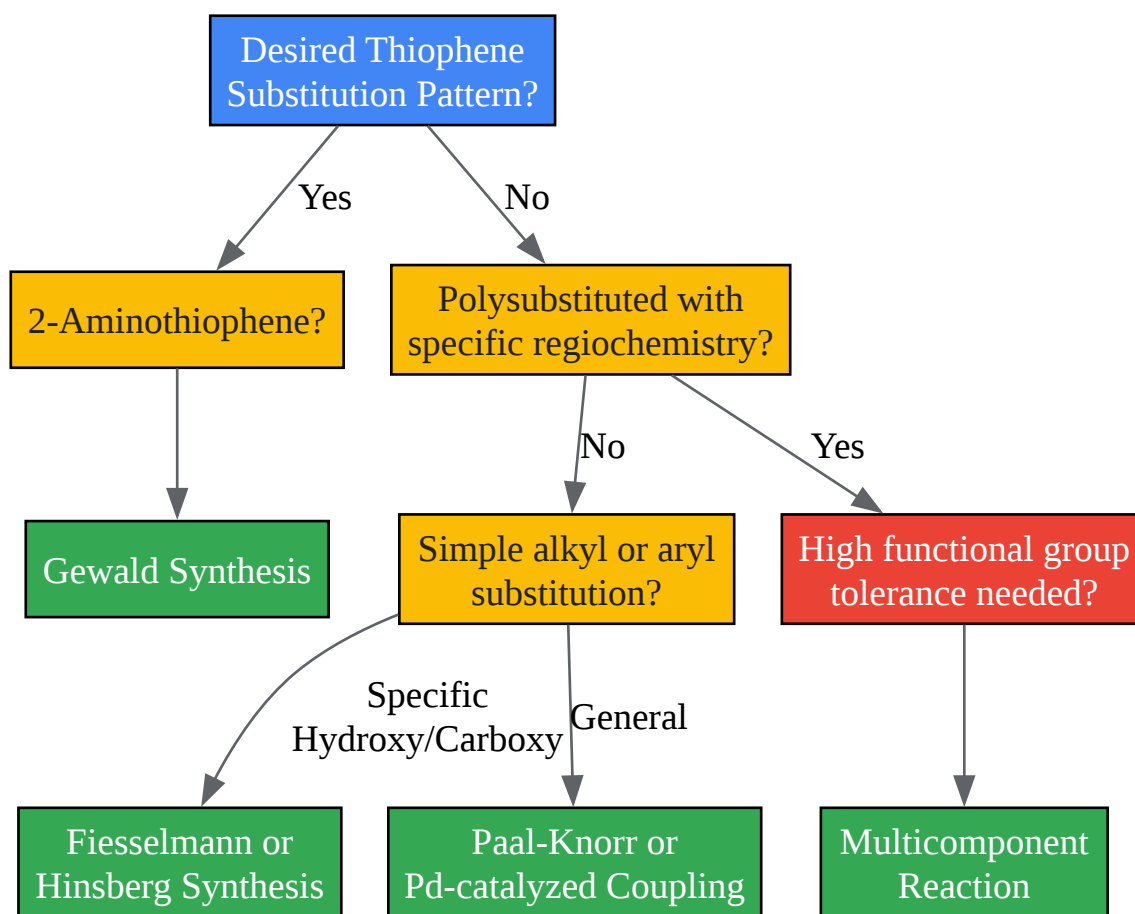 Desired Thiophene
Substitution Pattern?
Yes
No
2-Aminothiophene?
Polysubstituted with
specific regiochemistry?
No
Yes
Gewald Synthesis
Simple alkyl or aryl
substitution?
High functional group
tolerance needed?
Specific
Hydroxy/Carboxy
General
Fiesselmann or
Hinsberg Synthesis
Paal-Knorr or
Pd-catalyzed Coupling
Multicomponent
Reaction